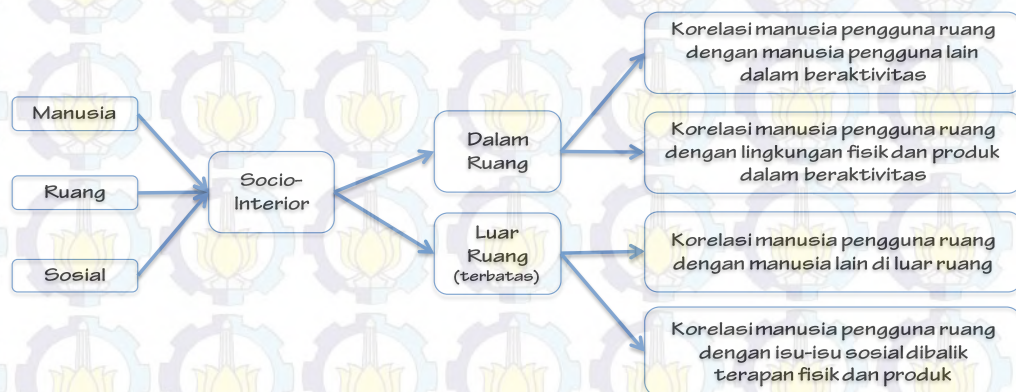 Manusia
Ruang
Sosial
Socio-
Interior
Dalam
Ruang
Luar
Ruang
(terbatas)
Korelasi manusia pengguna ruang
dengan manusia pengguna lain
dalam beraktivitas
Korelasi manusia pengguna ruang
dengan lingkungan fisik dan produk
dalam beraktivitas
Korelasi manusia pengguna ruang
dengan manusia lain di luar ruang
Korelasi manusia pengguna ruang
dengan isu-isu sosial dibalik
terapan fisik dan produk